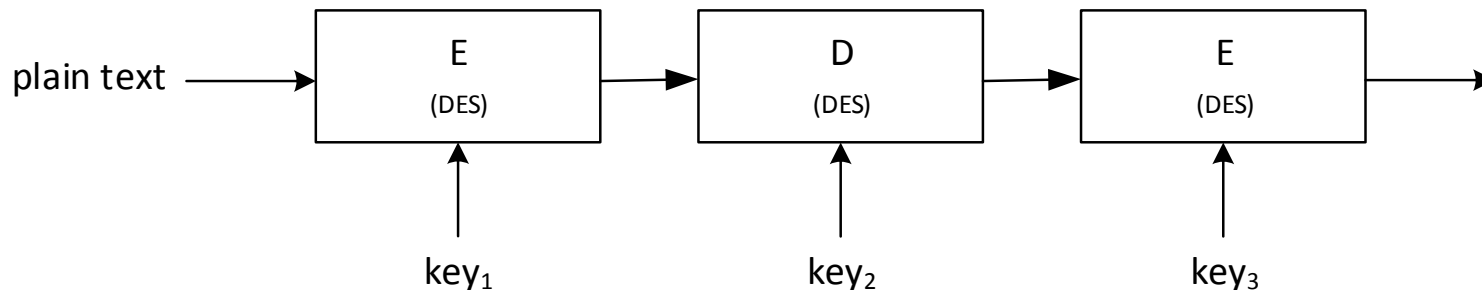 plain text
E
(DES)
D
(DES)
E
(DES)
key₁
key₂
key₃